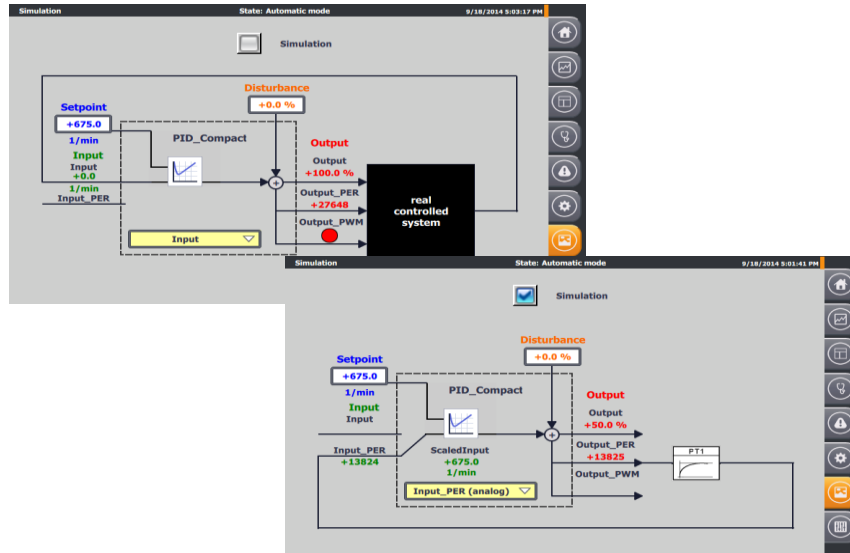 Simulation State: Automatic mode 9/18/2014 5:03:17 PM
Simulation
Disturbance
+0.0 %
Setpoint
+675.0
1/min
PID_Compact
Input
Input
+0.0
1/min
Input_PER
Output
Output
+100.0 %
Output_PER
+27648
Output_PWM
real
controlled
system
Input
Simulation State: Automatic mode 9/18/2014 5:01:41 PM
Simulation
Disturbance
+0.0 %
Setpoint
+675.0
1/min
PID_Compact
Input
Input
Input_PER
+13824
ScaledInput
+675.0
1/min
Output
Output
+50.0 %
Output_PER
+13825
Output_PWM
PT1
Input_PER (analog)